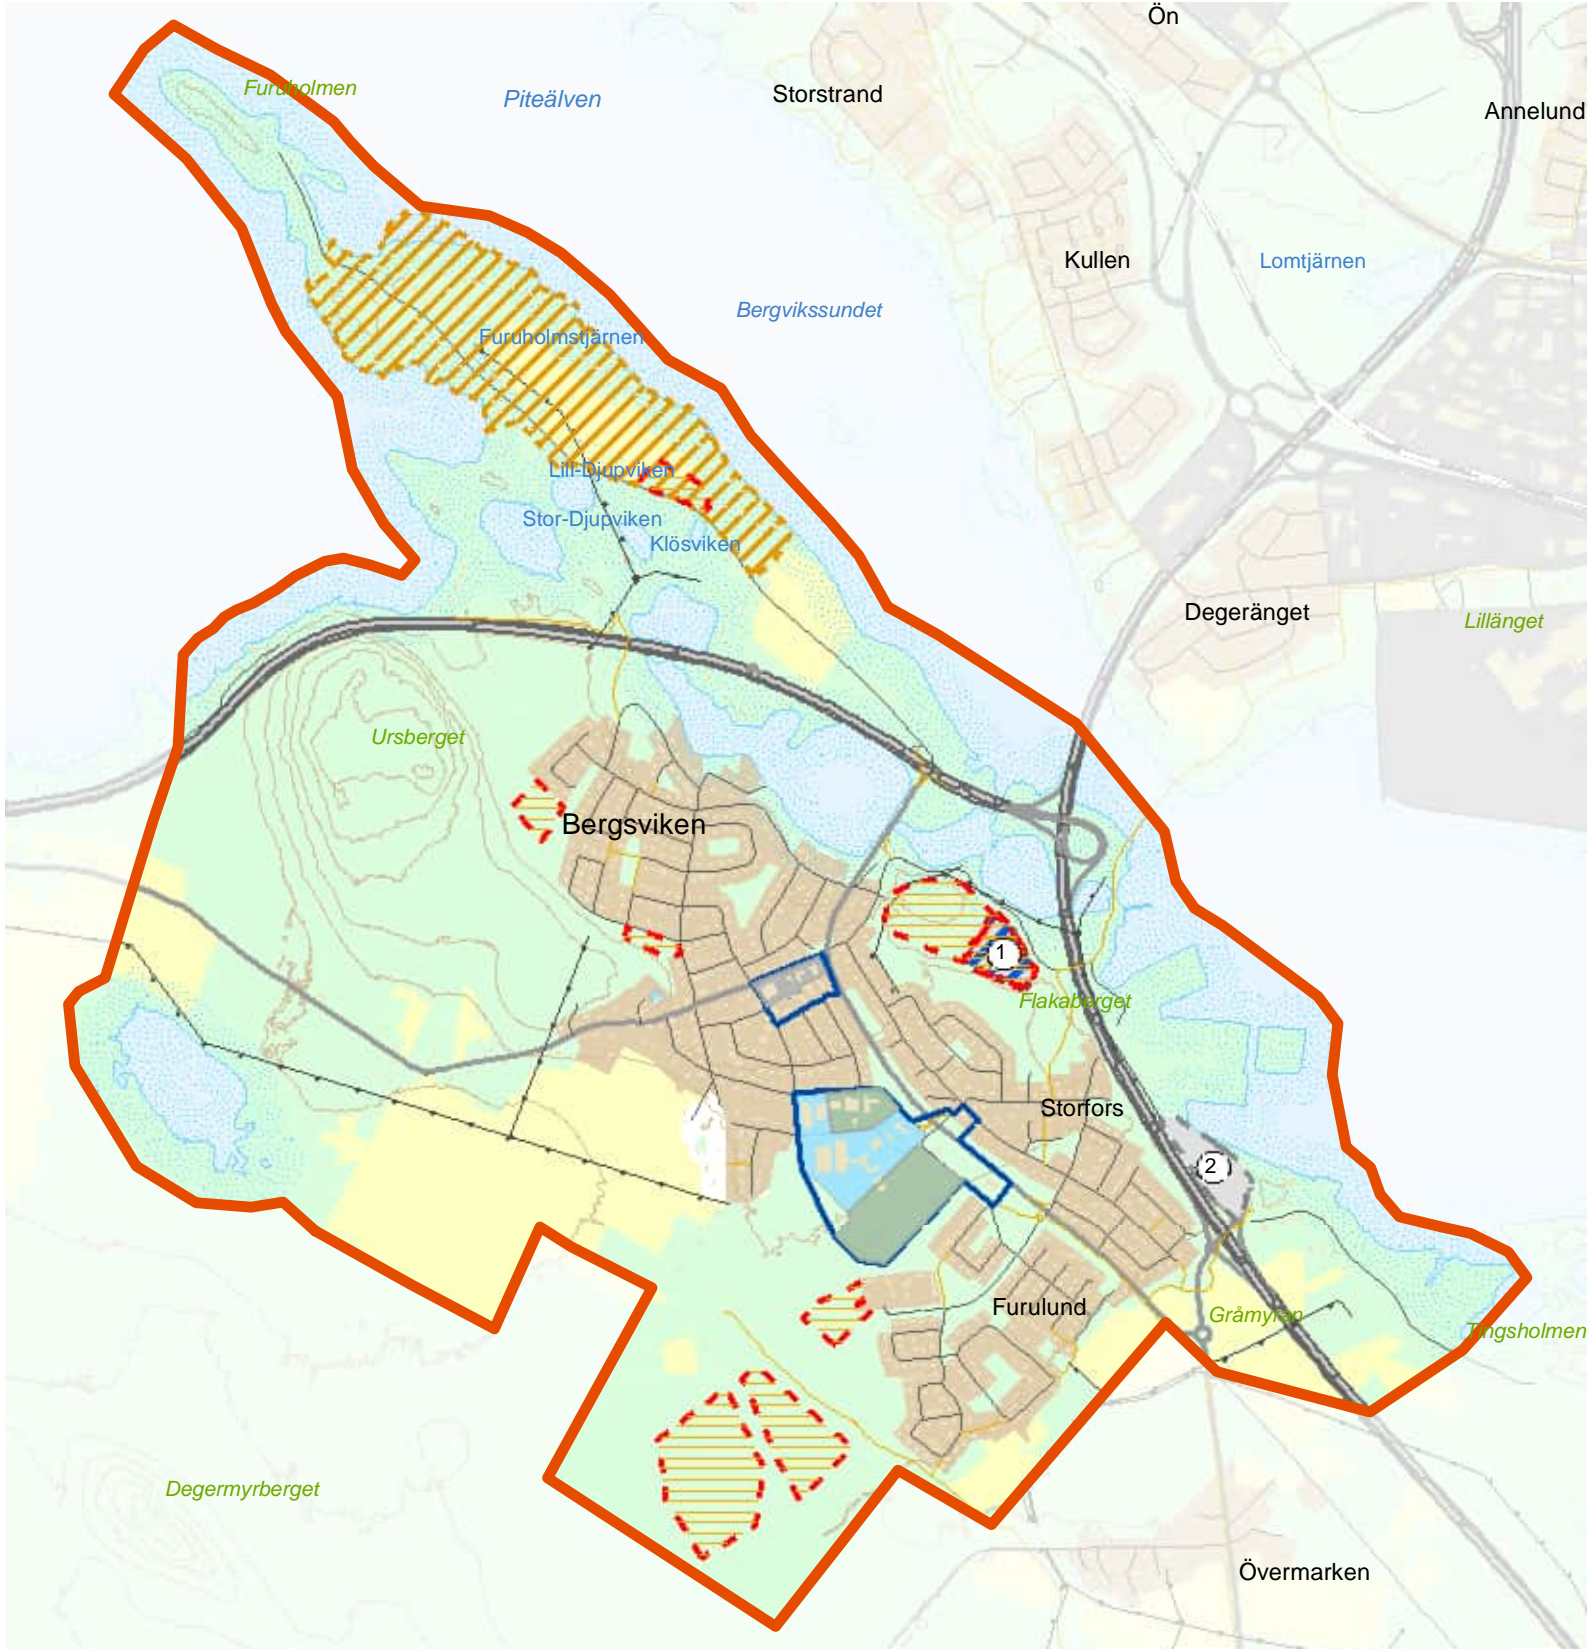 Ön
Furuholmen
Piteälven
Storstrand
Annelund
Kullen
Lomtjärnen
Bergvikssundet
Furuholmstjärnen
Lill-Djupviken
Stor-Djupviken
Klösviken
Degeränget
Lillänget
Ursberget
Bergsviken
1
Flakaberget
Storfors
2
Furulund
Gråmyran
Tingsholmen
Degermyrberget
Övermarken